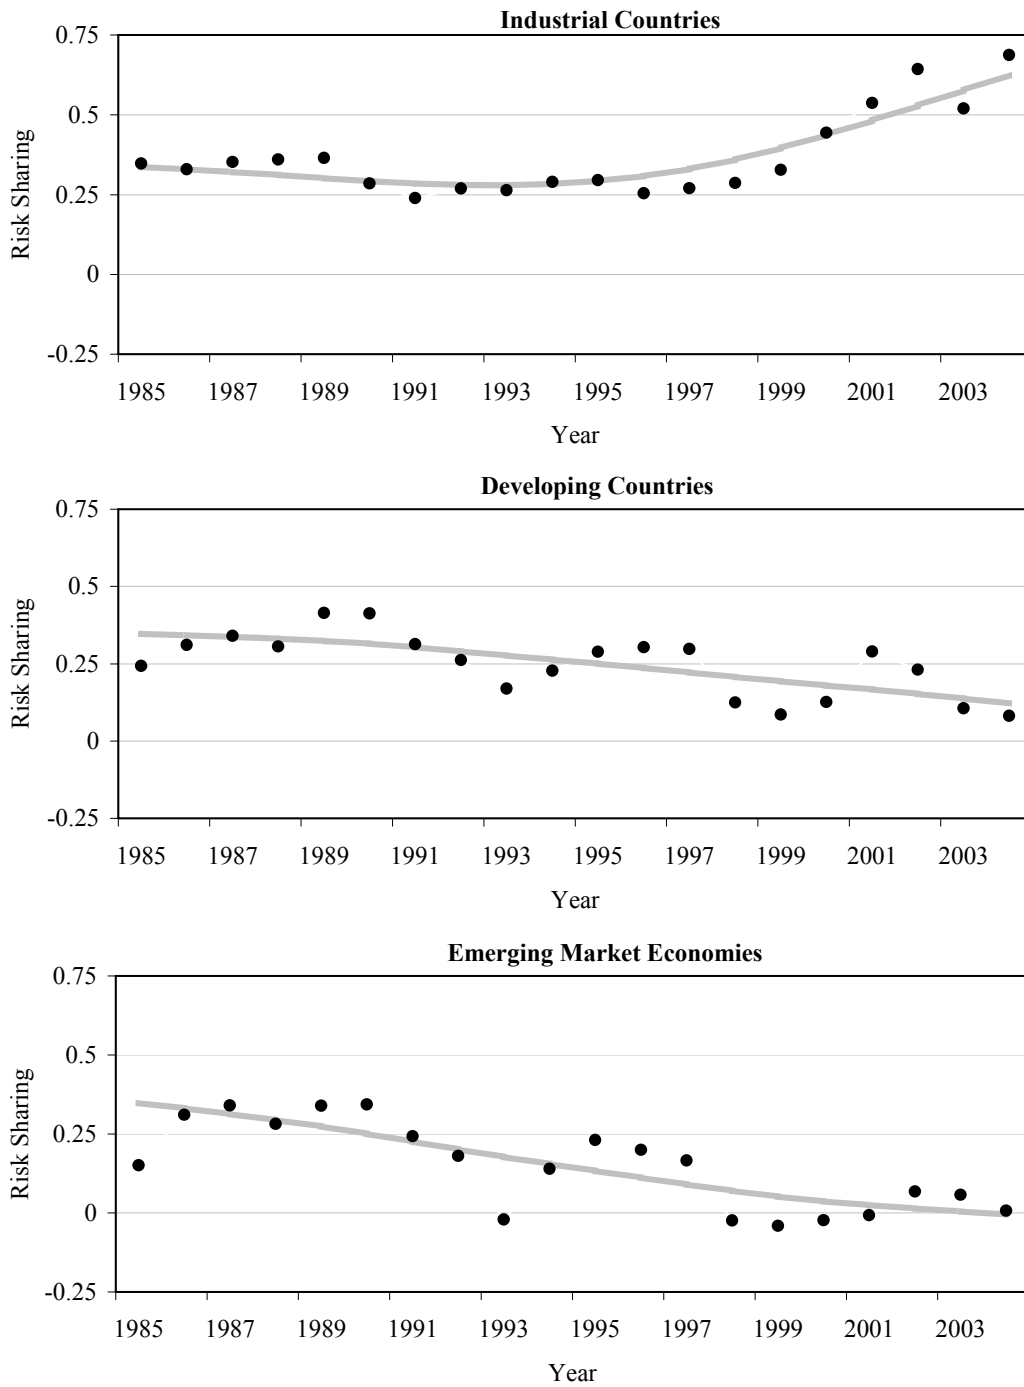 Industrial Countries
0.75
0.5
0.25
0
-0.25
Risk Sharing
1985 1987 1989 1991 1993 1995 1997 1999 2001 2003
Year
Developing Countries
0.75
0.5
0.25
0
-0.25
Risk Sharing
1985 1987 1989 1991 1993 1995 1997 1999 2001 2003
Year
Emerging Market Economies
0.75
0.5
0.25
0
-0.25
Risk Sharing
1985 1987 1989 1991 1993 1995 1997 1999 2001 2003
Year